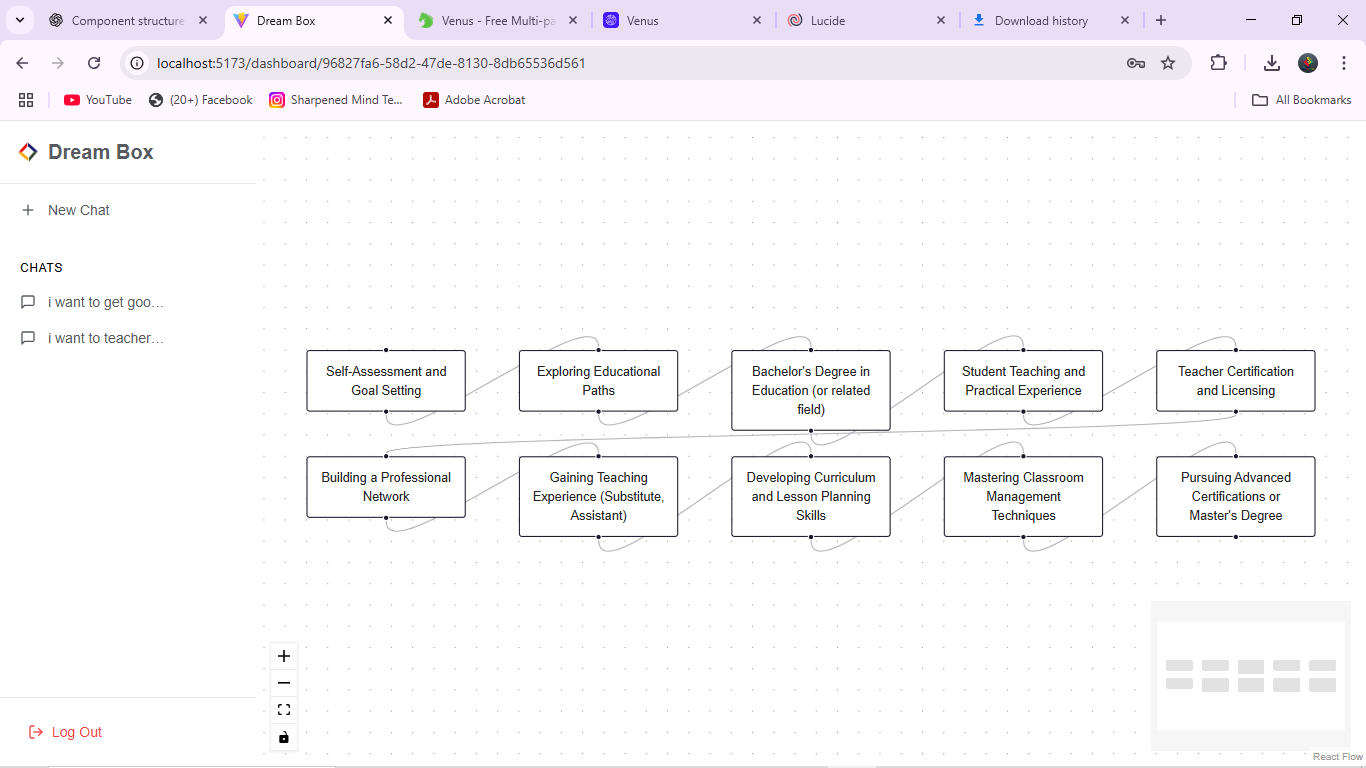 Component structure
Dream Box
Venus - Free Multi-pa
Venus
Lucide
Download history
localhost:5173/dashboard/96827fa6-58d2-47de-8130-8db65536d561
YouTube
(20+) Facebook
Sharpened Mind Te...
Adobe Acrobat
All Bookmarks
Dream Box
New Chat
CHATS
i want to get goo...
i want to teacher...
Log Out
Self-Assessment and
Goal Setting
Exploring Educational
Paths
Bachelor's Degree in
Education (or related
field)
Student Teaching and
Practical Experience
Teacher Certification
and Licensing
Building a Professional
Network
Gaining Teaching
Experience (Substitute,
Assistant)
Developing Curriculum
and Lesson Planning
Skills
Mastering Classroom
Management
Techniques
Pursuing Advanced
Certifications or
Master's Degree
React Flow